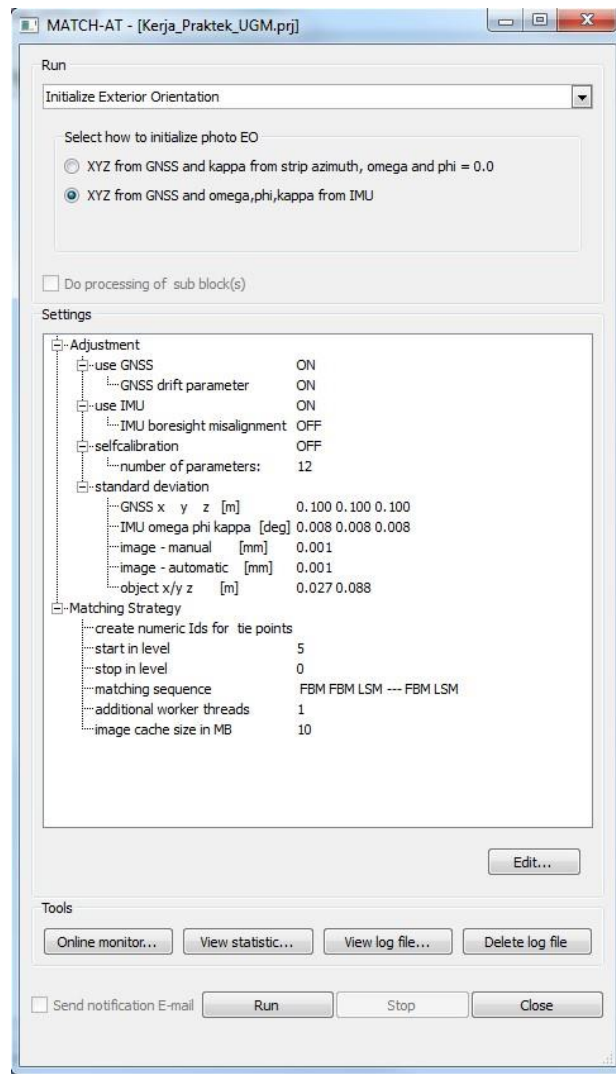 MATCH-AT - [Kerja_Praktek_UGM.prj]
Run
Initialize Exterior Orientation
Select how to initialize photo EO
XYZ from GNSS and kappa from strip azimuth, omega and phi = 0.0
XYZ from GNSS and omega,phi,kappa from IMU
Do processing of sub block(s)
Settings
Adjustment
use GNSS ON
GNSS drift parameter ON
use IMU ON
IMU boresight misalignment OFF
selfcalibration OFF
number of parameters: 12
standard deviation
GNSS x y z [m] 0.100 0.100 0.100
IMU omega phi kappa [deg] 0.008 0.008 0.008
image - manual [mm] 0.001
image - automatic [mm] 0.001
object x/y z [m] 0.027 0.088
Matching Strategy
create numeric Ids for tie points
start in level 5
stop in level 0
matching sequence FBM FBM LSM --- FBM LSM
additional worker threads 1
image cache size in MB 10
Edit...
Tools
Online monitor... View statistic... View log file... Delete log file
Send notification E-mail Run Stop Close